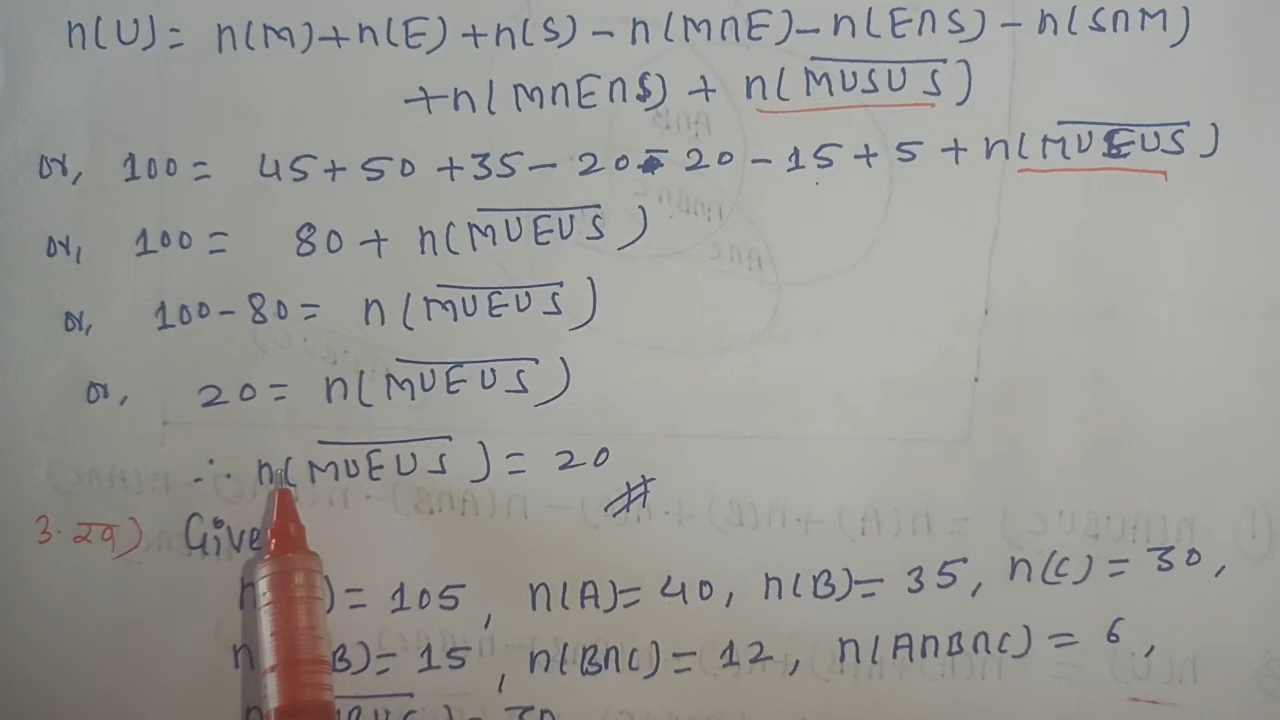 n(U) = n(M)+n(E)+n(S) - n(M∩E) - n(E∩S) - n(S∩M)
+n(M∩E∩S) + n(M̅U̅S̅U̅S̅)
or, 100 = 45+50+35-20-20-15+5+n(M̅U̅E̅U̅S̅)
or, 100 = 80+ n(M̅U̅E̅U̅S̅)
or, 100-80 = n(M̅U̅E̅U̅S̅)
or, 20 = n(M̅U̅E̅U̅S̅)
∴ n(M̅U̅E̅U̅S̅) = 20 #
3. ख) Give
n )= 105, n(A)= 40, n(B)= 35, n(C) = 30,
n B)= 15, n(B∩C) = 12, n(A∩B∩C) = 6,